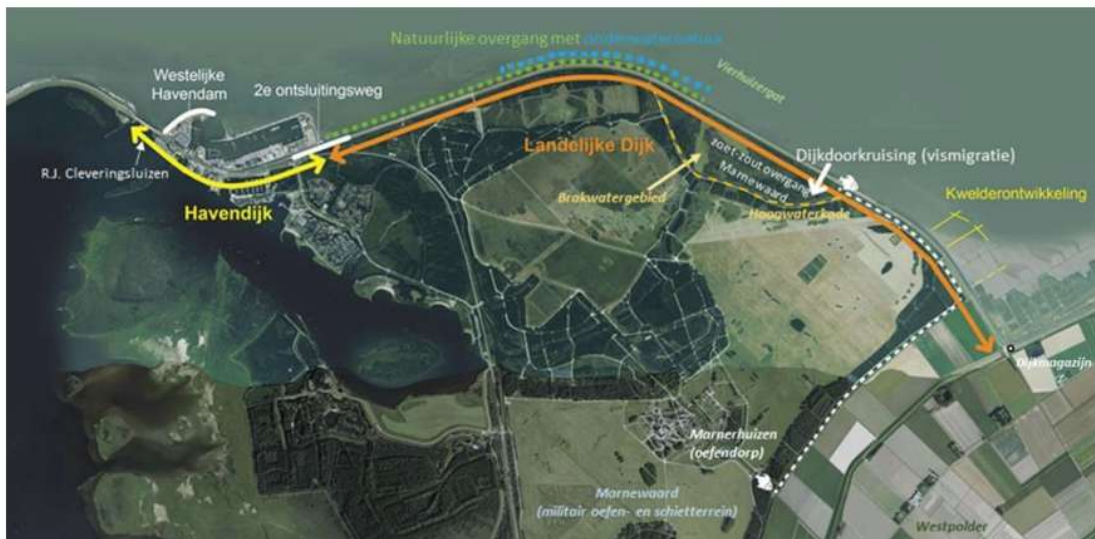 Natuurlijke overgang met onderwaternatuur
Westelijke
Havendam
2e ontsluitingsweg
Vierhuizergat
R.J. Cleveringsluizen
Landelijke Dijk
zoet-zout overgang
Marnewaard
Dijkdoorkruising (vismigratie)
Havendijk
Brakwatergebied
Hoogwaterkade
Kwelderontwikkeling
Dijkmagazijn
Marnerhuizen
(oefendorp)
Marnewaard
(militair oefen- en schietterrein)
Westpolder